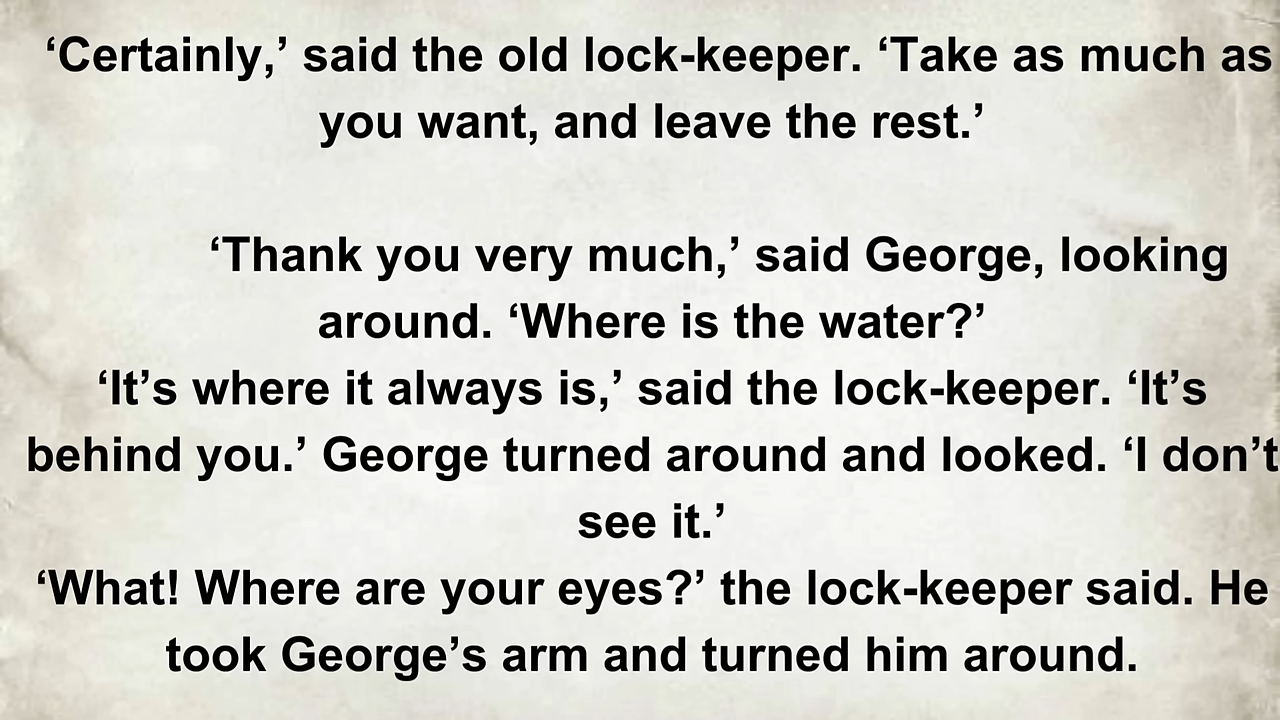 ‘Certainly,’ said the old lock-keeper. ‘Take as much as
you want, and leave the rest.’
‘Thank you very much,’ said George, looking
around. ‘Where is the water?’
‘It’s where it always is,’ said the lock-keeper. ‘It’s
behind you.’ George turned around and looked. ‘I don’t
see it.’
‘What! Where are your eyes?’ the lock-keeper said. He
took George’s arm and turned him around.